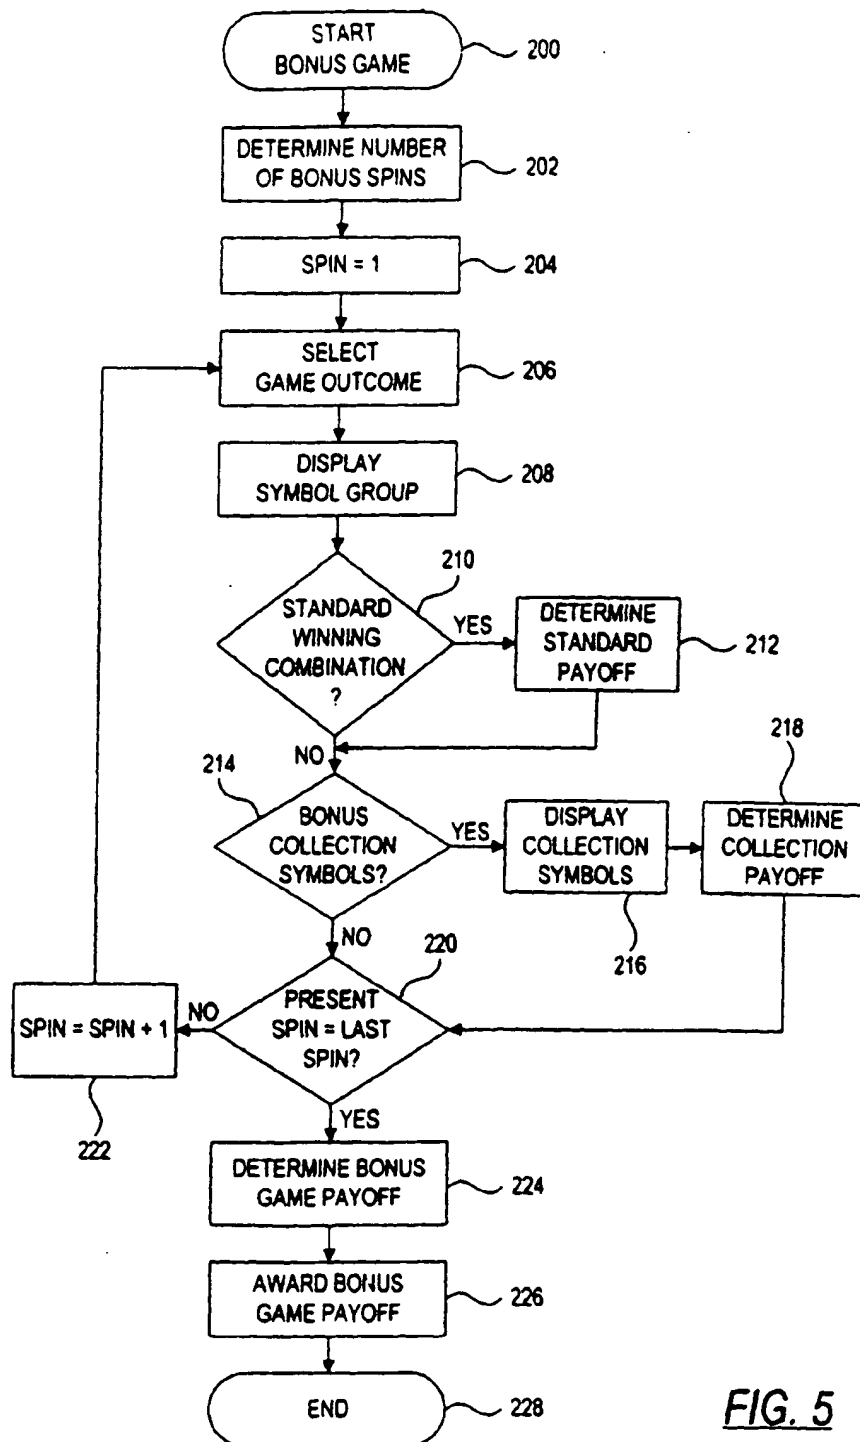 START
BONUS GAME
200
DETERMINE NUMBER
OF BONUS SPINS
202
SPIN = 1
204
SELECT
GAME OUTCOME
206
DISPLAY
SYMBOL GROUP
208
210
STANDARD
WINNING
COMBINATION
?
YES
DETERMINE
STANDARD
PAYOFF
212
NO
214
BONUS
COLLECTION
SYMBOLS?
YES
DISPLAY
COLLECTION
SYMBOLS
216
218
DETERMINE
COLLECTION
PAYOFF
NO
220
PRESENT
SPIN = LAST
SPIN?
NO
SPIN = SPIN + 1
222
YES
DETERMINE BONUS
GAME PAYOFF
224
AWARD BONUS
GAME PAYOFF
226
END
228
FIG. 5